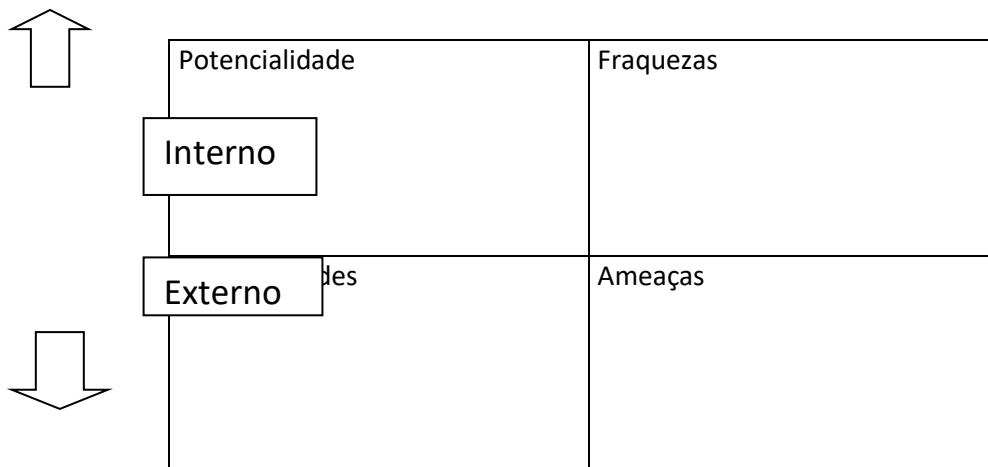 Potencialidade
Fraquezas
Interno
Externo
des
Ameaças